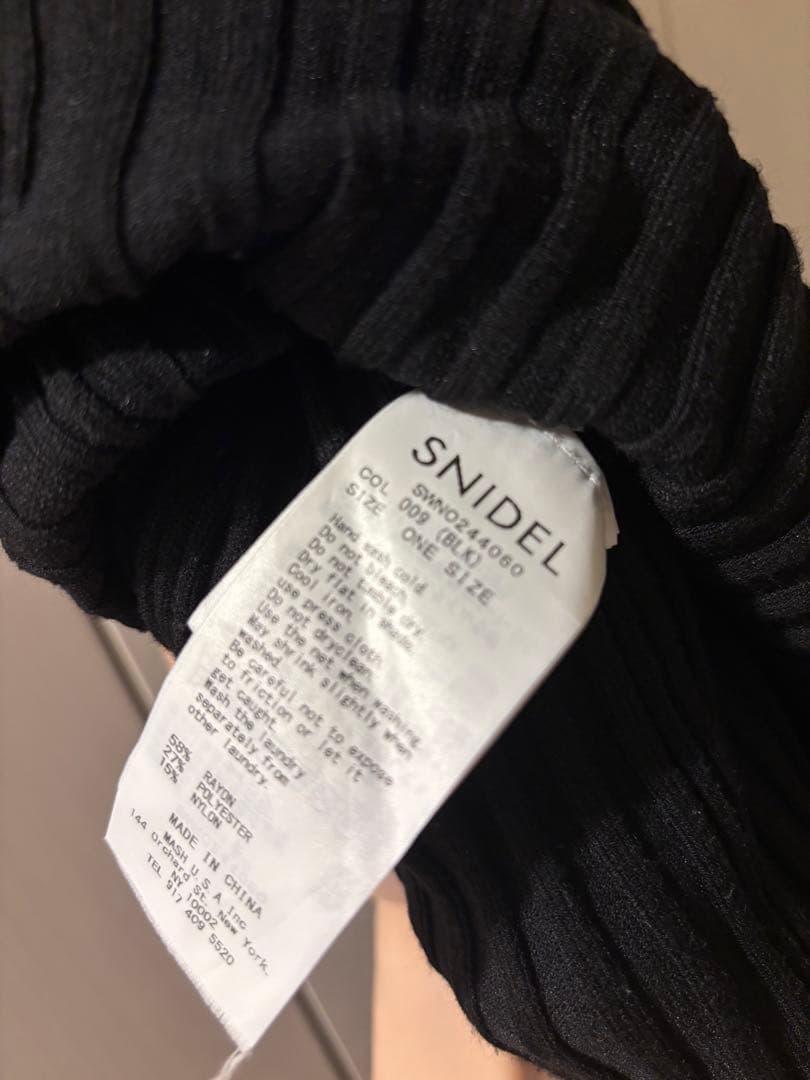 SNIDEL
SWNO244060
COL 009 (BLK)
SIZE ONE SIZE
Hand wash cold
Do not bleach
Do not tumble dry.
Dry flat in shade.
Cool iron
use press cloth
Do not dryclean
Use the net when washing.
May shrink slightly when
washed.
Be careful not to expose
to friction or let it
get caught.
Wash the laundry
separately from
other laundry.
58% RAYON
27% POLYESTER
15% NYLON
MADE IN CHINA
MASH U.S.A.Inc
144 Orchard St. New York,
NY 10002
TEL 917 409 5520